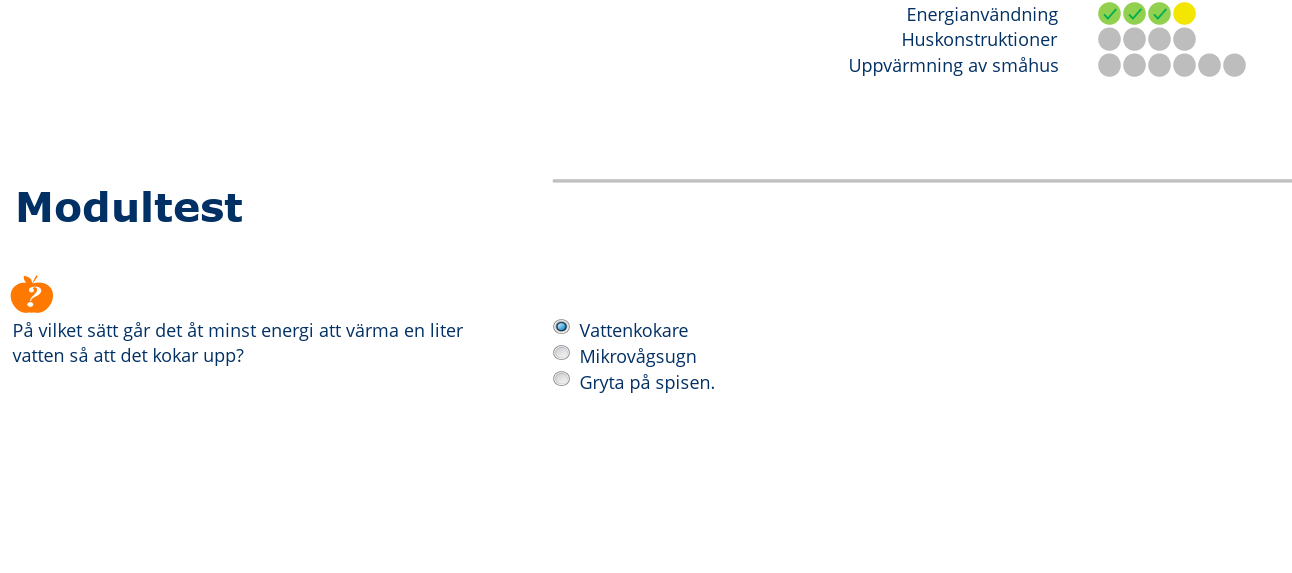 Energianvändning
Huskonstruktioner
Uppvärmning av småhus
Modultest
?
På vilket sätt går det åt minst energi att värma en liter
vatten så att det kokar upp?
Vattenkokare
Mikrovågsugn
Gryta på spisen.